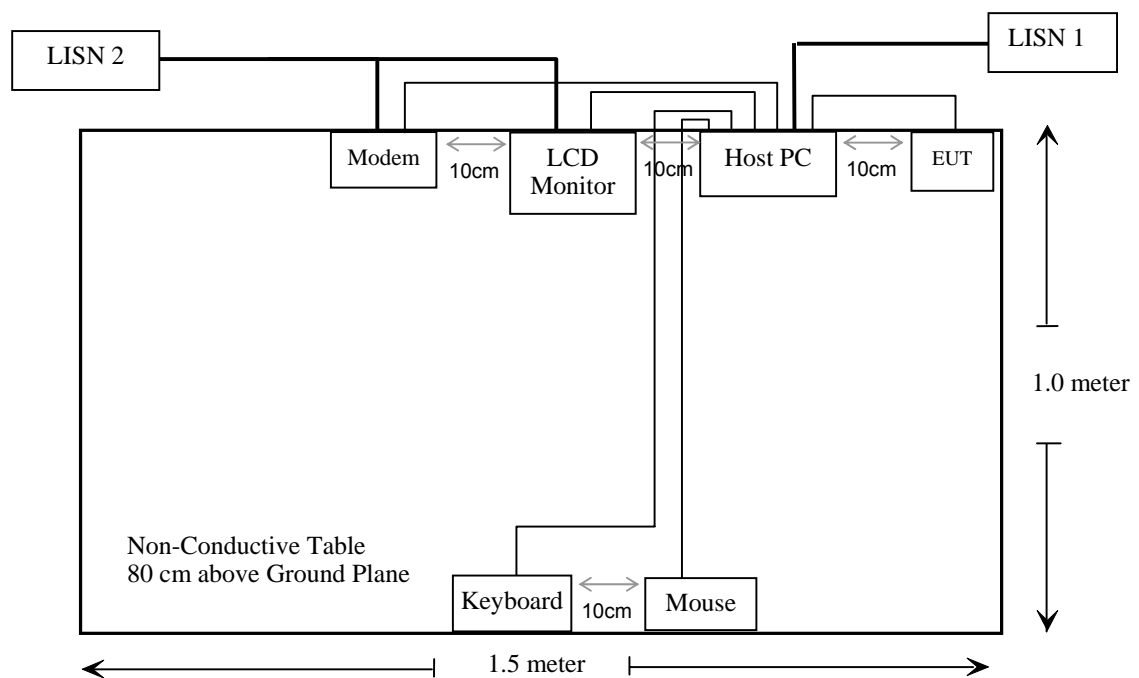 LISN 2
LISN 1
Modem
10cm
LCD
Monitor
10cm
Host PC
10cm
EUT
1.0 meter
Non-Conductive Table
80 cm above Ground Plane
Keyboard
10cm
Mouse
1.5 meter